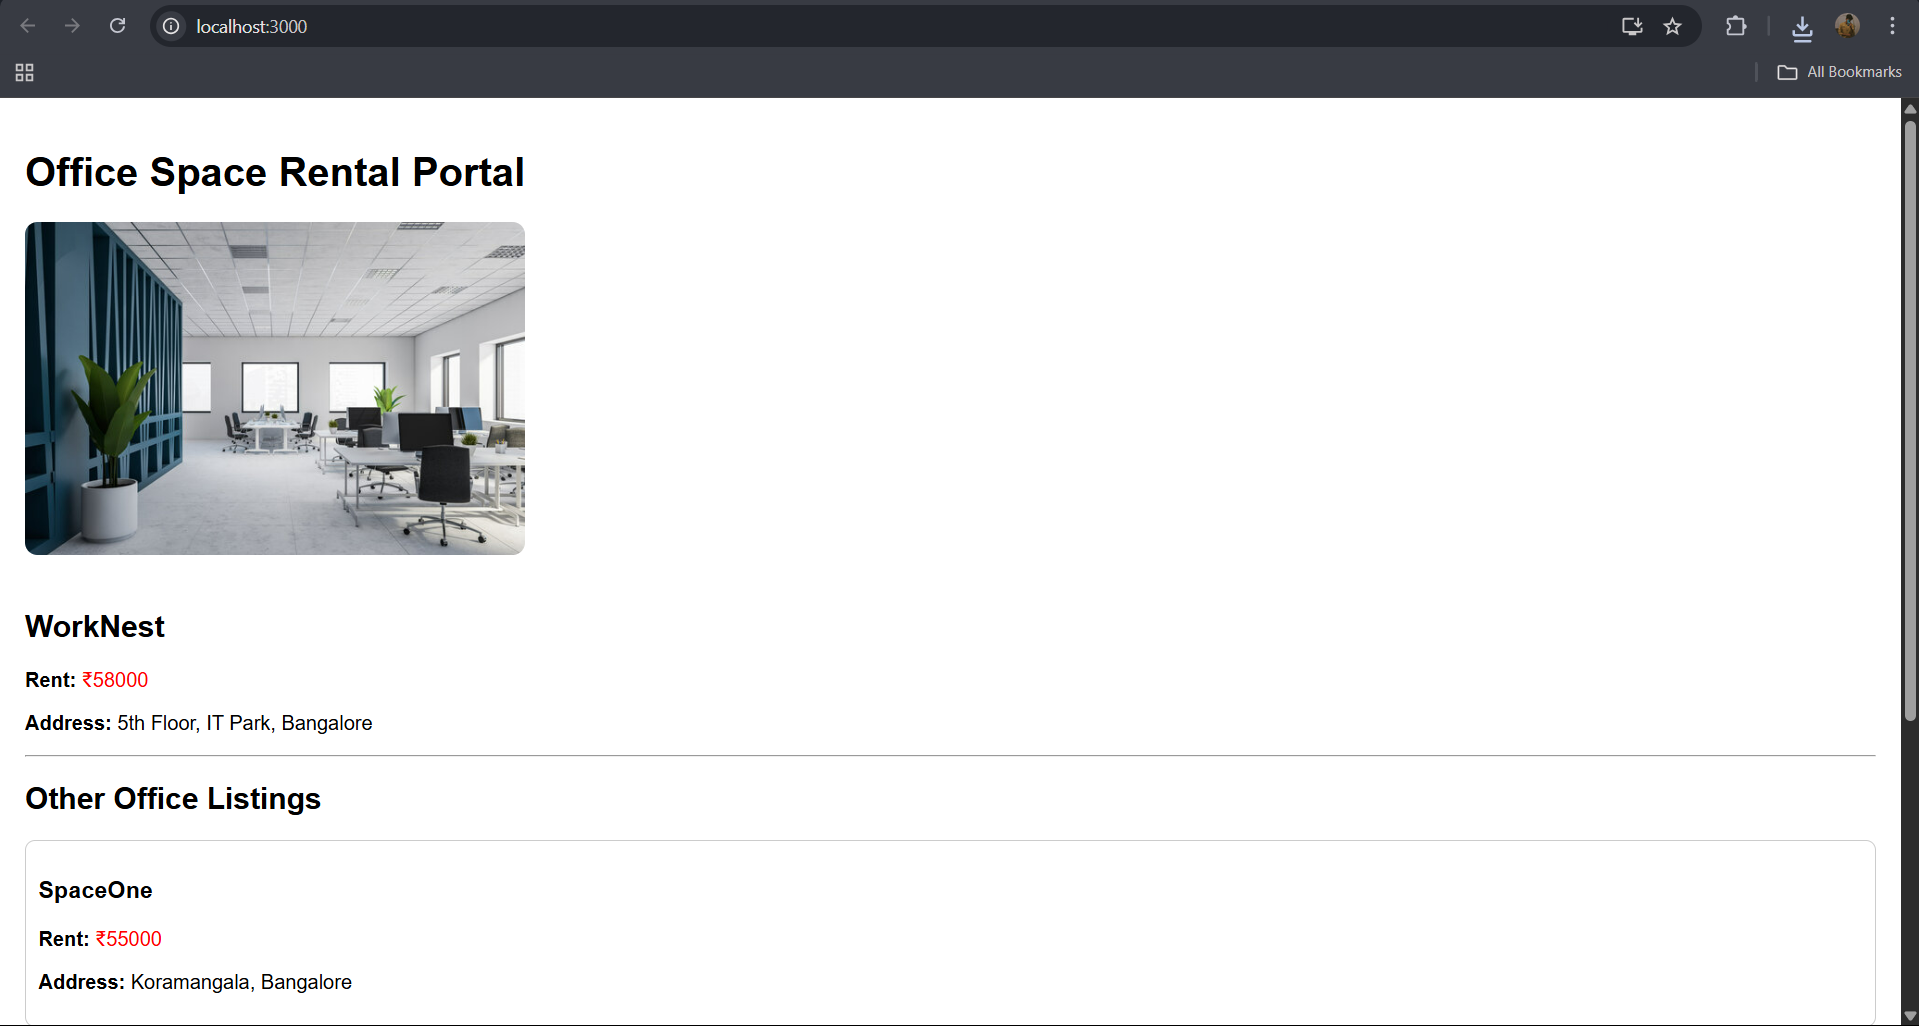 localhost:3000
All Bookmarks
Office Space Rental Portal
WorkNest
Rent: ₹58000
Address: 5th Floor, IT Park, Bangalore
Other Office Listings
SpaceOne
Rent: ₹55000
Address: Koramangala, Bangalore